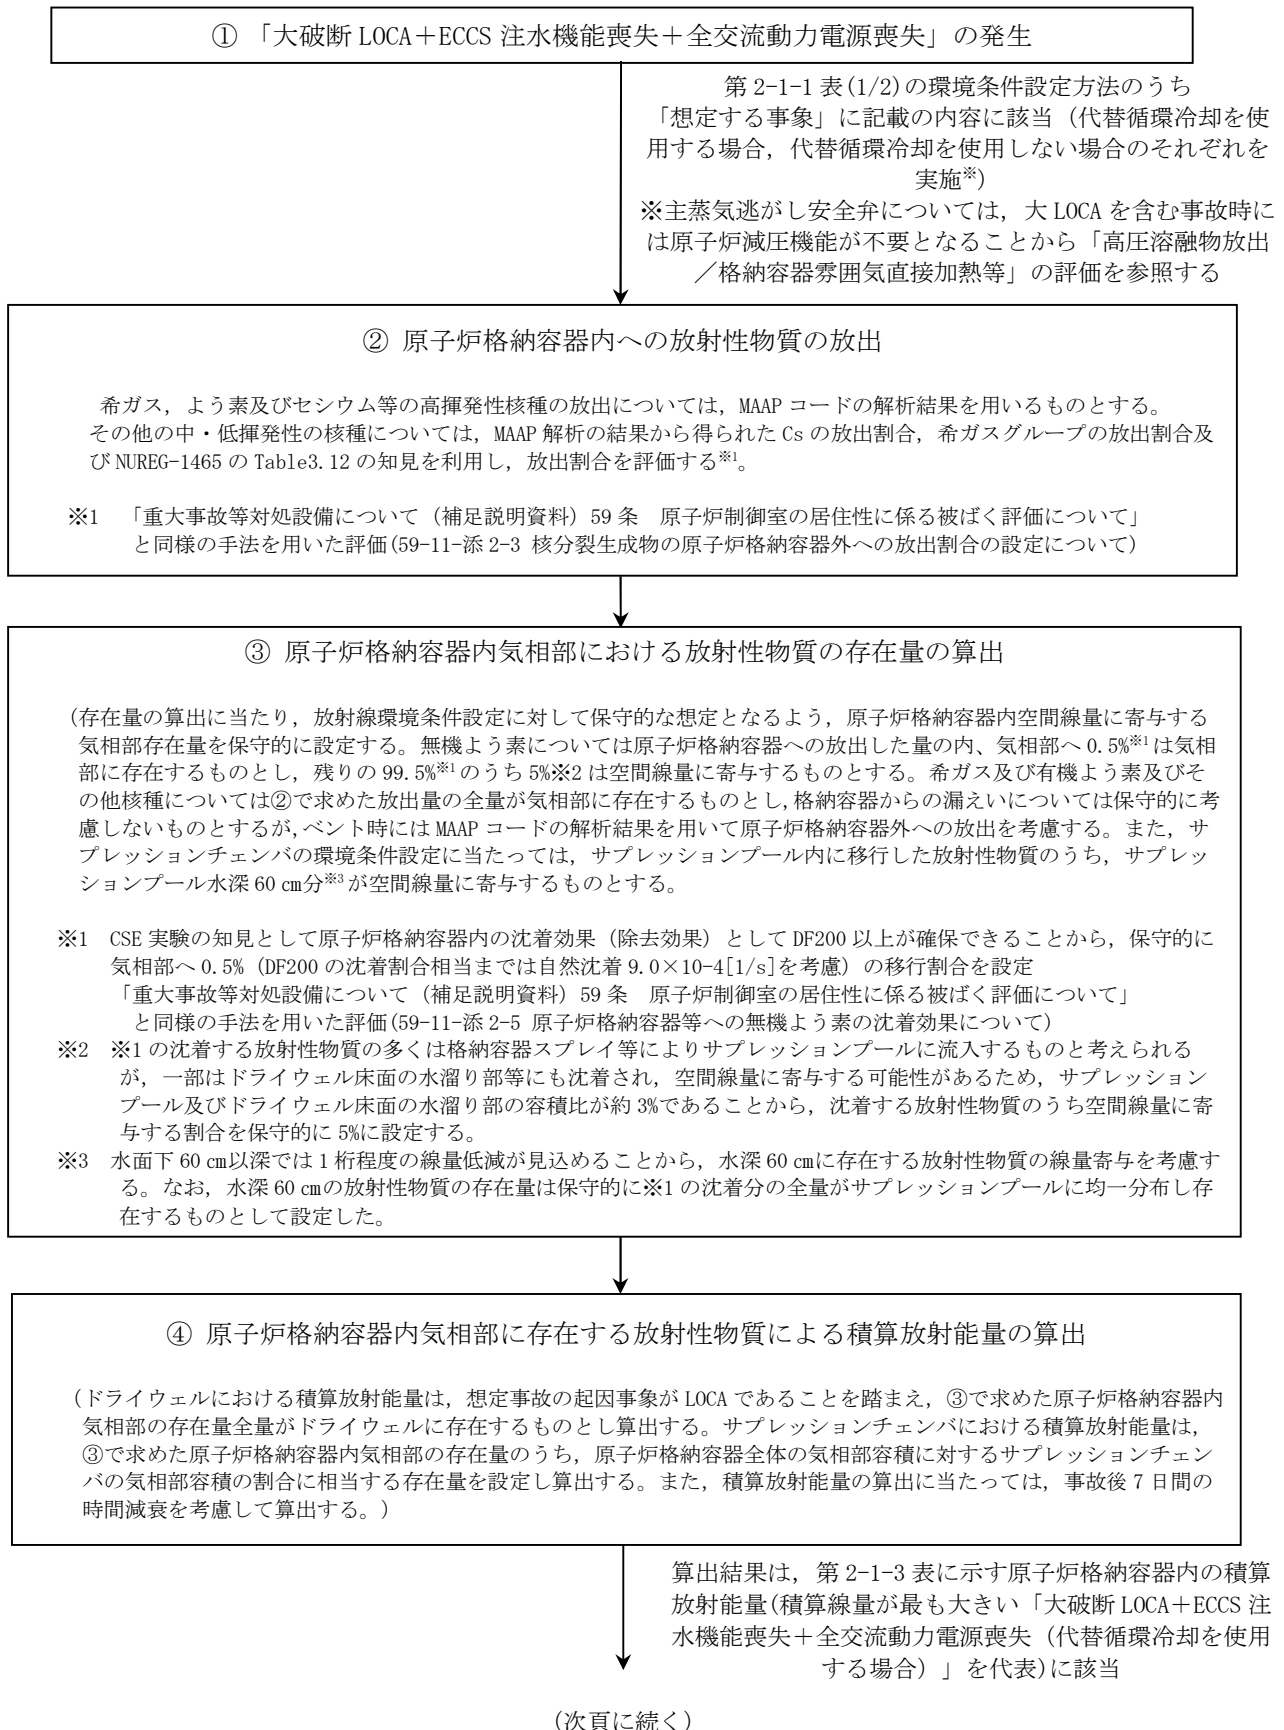 ① 「大破断 LOCA＋ECCS 注水機能喪失＋全交流動力電源喪失」の発生
第 2-1-1 表(1/2)の環境条件設定方法のうち
「想定する事象」に記載の内容に該当（代替循環冷却を使
用する場合，代替循環冷却を使用しない場合のそれぞれを
実施※）
※主蒸気逃がし安全弁については，大 LOCA を含む事故時に
は原子炉減圧機能が不要となることから「高圧溶融物放出
／格納容器雰囲気直接加熱等」の評価を参照する
② 原子炉格納容器内への放射性物質の放出
希ガス，よう素及びセシウム等の高揮発性核種の放出については，MAAP コードの解析結果を用いるものとする。
その他の中・低揮発性の核種については，MAAP 解析の結果から得られた Cs の放出割合，希ガスグループの放出割合及
び NUREG-1465 の Table3.12 の知見を利用し，放出割合を評価する※1。
※1　「重大事故等対処設備について（補足説明資料）59 条　原子炉制御室の居住性に係る被ばく評価について」
と同様の手法を用いた評価(59-11-添 2-3 核分裂生成物の原子炉格納容器外への放出割合の設定について)
③ 原子炉格納容器内気相部における放射性物質の存在量の算出
（存在量の算出に当たり，放射線環境条件設定に対して保守的な想定となるよう，原子炉格納容器内空間線量に寄与する
気相部存在量を保守的に設定する。無機よう素については原子炉格納容器への放出した量の内、気相部へ 0.5%※1 は気相
部に存在するものとし，残りの 99.5%※1 のうち 5%※2 は空間線量に寄与するものとする。希ガス及び有機よう素及びそ
の他核種については②で求めた放出量の全量が気相部に存在するものとし，格納容器からの漏えいについては保守的に考
慮しないものとするが，ベント時には MAAP コードの解析結果を用いて原子炉格納容器外への放出を考慮する。また，サ
プレッションチェンバの環境条件設定に当たっては，サプレッションプール内に移行した放射性物質のうち，サプレッ
ションプール水深 60 ㎝分※3 が空間線量に寄与するものとする。
※1　CSE 実験の知見として原子炉格納容器内の沈着効果（除去効果）として DF200 以上が確保できることから，保守的に
気相部へ 0.5%（DF200 の沈着割合相当までは自然沈着 9.0×10-4[1/s]を考慮）の移行割合を設定
「重大事故等対処設備について（補足説明資料）59 条　原子炉制御室の居住性に係る被ばく評価について」
と同様の手法を用いた評価(59-11-添 2-5 原子炉格納容器等への無機よう素の沈着効果について)
※2　※1 の沈着する放射性物質の多くは格納容器スプレイ等によりサプレッションプールに流入するものと考えられる
が，一部はドライウェル床面の水溜り部等にも沈着され，空間線量に寄与する可能性があるため，サプレッション
プール及びドライウェル床面の水溜り部の容積比が約 3%であることから，沈着する放射性物質のうち空間線量に寄
与する割合を保守的に 5%に設定する。
※3　水面下 60 ㎝以深では 1 桁程度の線量低減が見込めることから，水深 60 ㎝に存在する放射性物質の線量寄与を考慮す
る。なお，水深 60 ㎝の放射性物質の存在量は保守的に※1 の沈着分の全量がサプレッションプールに均一分布し存
在するものとして設定した。
④ 原子炉格納容器内気相部に存在する放射性物質による積算放射能量の算出
（ドライウェルにおける積算放射能量は，想定事故の起因事象が LOCA であることを踏まえ，③で求めた原子炉格納容器内
気相部の存在量全量がドライウェルに存在するものとし算出する。サプレッションチェンバにおける積算放射能量は，
③で求めた原子炉格納容器内気相部の存在量のうち，原子炉格納容器全体の気相部容積に対するサプレッションチェン
バの気相部容積の割合に相当する存在量を設定し算出する。また，積算放射能量の算出に当たっては，事故後 7 日間の
時間減衰を考慮して算出する。）
算出結果は，第 2-1-3 表に示す原子炉格納容器内の積算
放射能量(積算線量が最も大きい「大破断 LOCA＋ECCS 注
水機能喪失＋全交流動力電源喪失（代替循環冷却を使用
する場合）」を代表)に該当
（次頁に続く）